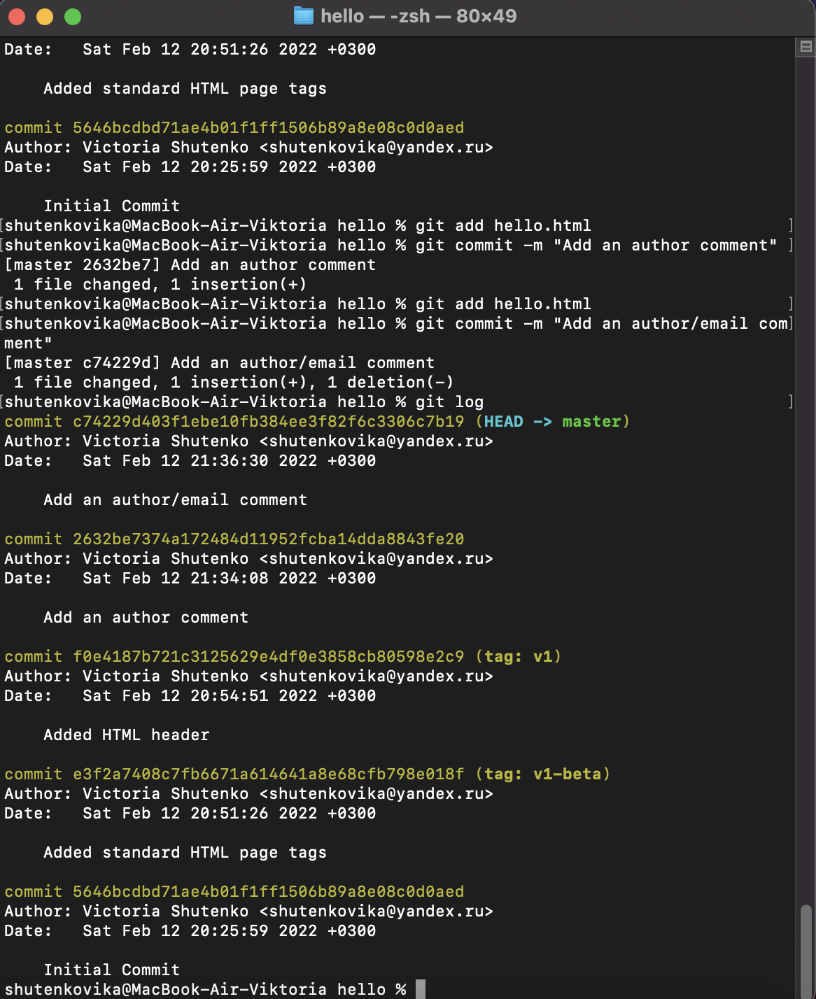 hello — -zsh — 80×49
Date:   Sat Feb 12 20:51:26 2022 +0300
    Added standard HTML page tags
commit 5646bcdbd71ae4b01f1ff1506b89a8e08c0d0aed
Author: Victoria Shutenko <shutenkovika@yandex.ru>
Date:   Sat Feb 12 20:25:59 2022 +0300
    Initial Commit
[shutenkovika@MacBook-Air-Viktoria hello % git add hello.html ]
[shutenkovika@MacBook-Air-Viktoria hello % git commit -m "Add an author comment" ]
[master 2632be7] Add an author comment
 1 file changed, 1 insertion(+)
[shutenkovika@MacBook-Air-Viktoria hello % git add hello.html ]
[shutenkovika@MacBook-Air-Viktoria hello % git commit -m "Add an author/email com]
ment"
[master c74229d] Add an author/email comment
 1 file changed, 1 insertion(+), 1 deletion(-)
[shutenkovika@MacBook-Air-Viktoria hello % git log ]
commit c74229d403f1ebe10fb384ee3f82f6c3306c7b19 (HEAD -> master)
Author: Victoria Shutenko <shutenkovika@yandex.ru>
Date:   Sat Feb 12 21:36:30 2022 +0300
    Add an author/email comment
commit 2632be7374a172484d11952fcba14dda8843fe20
Author: Victoria Shutenko <shutenkovika@yandex.ru>
Date:   Sat Feb 12 21:34:08 2022 +0300
    Add an author comment
commit f0e4187b721c3125629e4df0e3858cb80598e2c9 (tag: v1)
Author: Victoria Shutenko <shutenkovika@yandex.ru>
Date:   Sat Feb 12 20:54:51 2022 +0300
    Added HTML header
commit e3f2a7408c7fb6671a614641a8e68cfb798e018f (tag: v1-beta)
Author: Victoria Shutenko <shutenkovika@yandex.ru>
Date:   Sat Feb 12 20:51:26 2022 +0300
    Added standard HTML page tags
commit 5646bcdbd71ae4b01f1ff1506b89a8e08c0d0aed
Author: Victoria Shutenko <shutenkovika@yandex.ru>
Date:   Sat Feb 12 20:25:59 2022 +0300
    Initial Commit
shutenkovika@MacBook-Air-Viktoria hello %